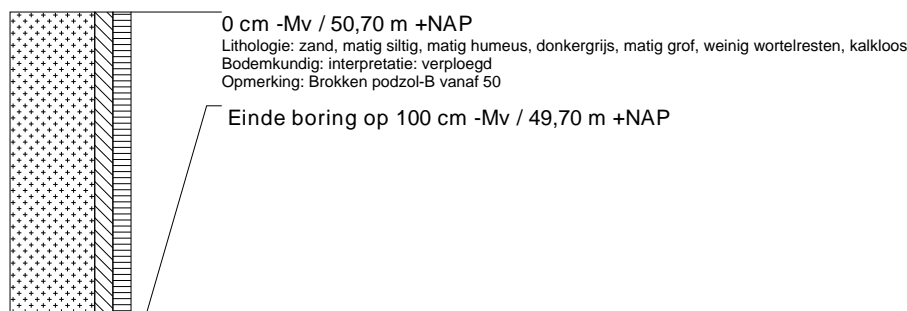 0 cm -Mv / 50,70 m +NAP
Lithologie: zand, matig siltig, matig humeus, donkergrijs, matig grof, weinig wortelresten, kalkloos
Bodemkundig: interpretatie: verploegd
Opmerking: Brokken podzol-B vanaf 50
Einde boring op 100 cm -Mv / 49,70 m +NAP